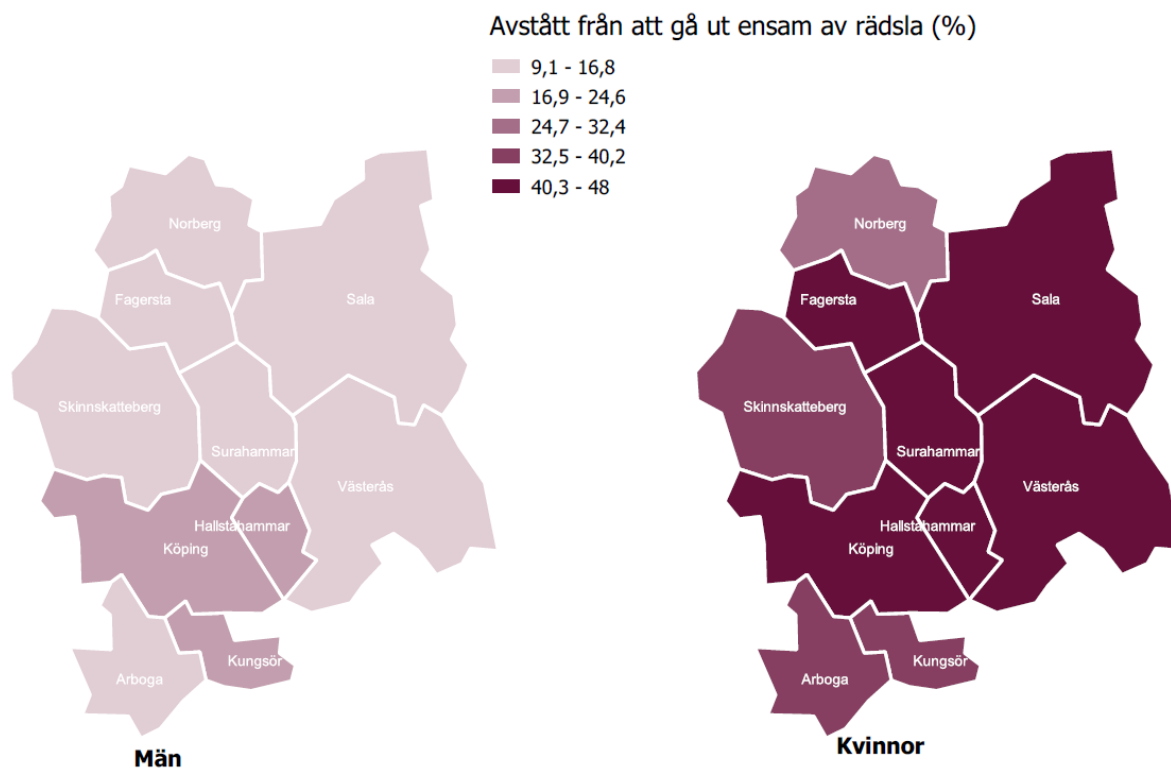 Avstått från att gå ut ensam av rädsla (%)
9,1 - 16,8
16,9 - 24,6
24,7 - 32,4
32,5 - 40,2
40,3 - 48
Norberg
Fagersta
Sala
Skinnskatteberg
Surahammar
Västerås
Hallstahammar
Köping
Kungsör
Arboga
Män
Norberg
Fagersta
Sala
Skinnskatteberg
Surahammar
Västerås
Hallstahammar
Köping
Kungsör
Arboga
Kvinnor